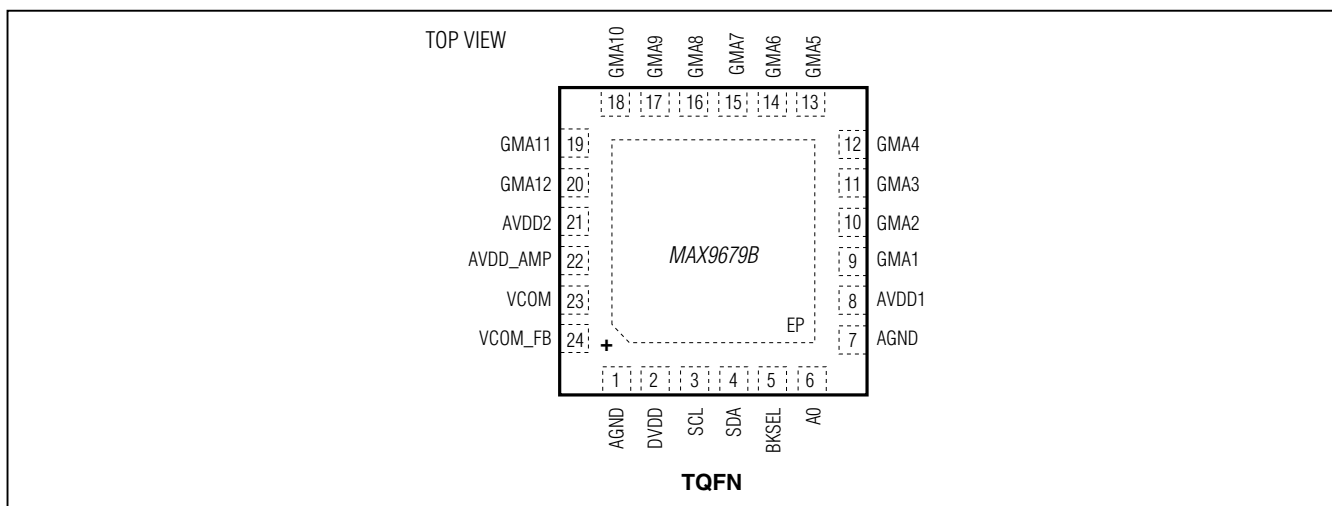 TOP VIEW
GMA10
GMA9
GMA8
GMA7
GMA6
GMA5
18 17 16 15 14 13
GMA11 19
12 GMA4
GMA12 20
11 GMA3
AVDD2 21
10 GMA2
AVDD_AMP 22
MAX9679B
9 GMA1
VCOM 23
8 AVDD1
EP
VCOM_FB 24
7 AGND
+
1 2 3 4 5 6
AGND
DVDD
SCL
SDA
BKSEL
A0
TQFN